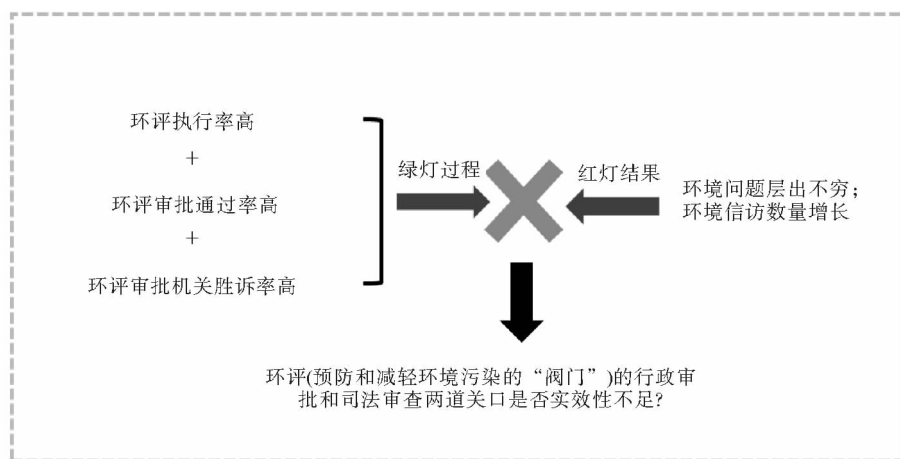 环评执行率高
+
环评审批通过率高
+
环评审批机关胜诉率高
绿灯过程
红灯结果
环境问题层出不穷；
环境信访数量增长
环评(预防和减轻环境污染的“阀门”)的行政审
批和司法审查两道关口是否实效性不足?